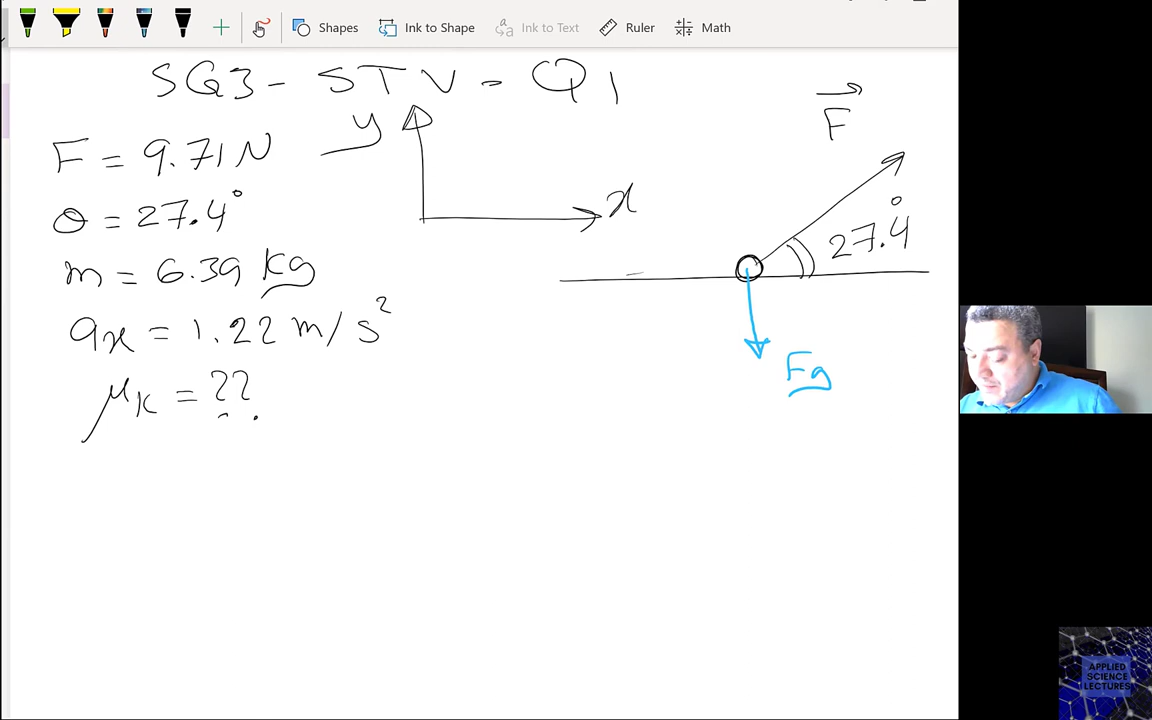 Shapes Ink to Shape Ink to Text Ruler Math
SG3 - STV - Q1
F = 9.71 N
θ = 27.4°
m = 6.39 kg
ax = 1.22 m/s²
μk = ??
y
x
F
27.4°
Fg
APPLIED
SCIENCE
LECTURES